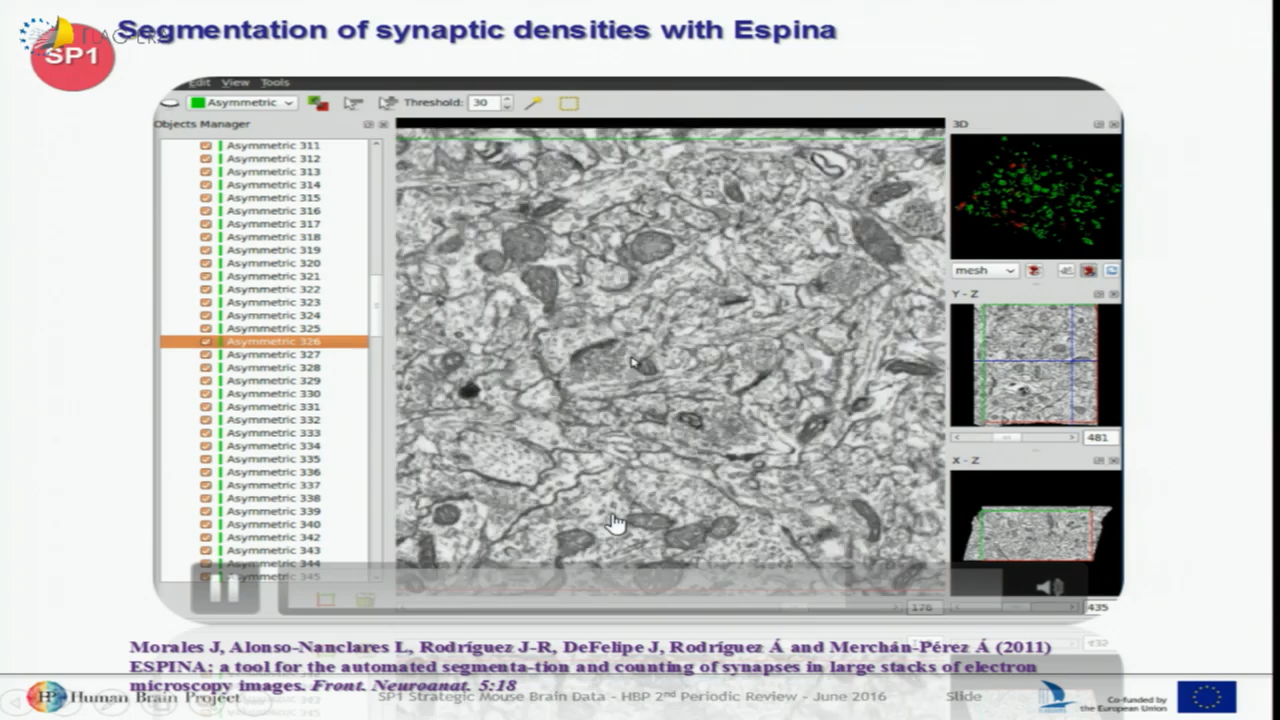 Segmentation of synaptic densities with Espina
FLAG-ERA
SP1
Edit View Tools
Asymmetric Threshold: 30
Objects Manager
3D
Asymmetric 311
Asymmetric 312
Asymmetric 313
Asymmetric 314
Asymmetric 315
Asymmetric 316
Asymmetric 317
Asymmetric 318
Asymmetric 319
Asymmetric 320
Asymmetric 321
Asymmetric 322
Asymmetric 323
Asymmetric 324
Asymmetric 325
Asymmetric 326
Asymmetric 327
Asymmetric 328
Asymmetric 329
Asymmetric 330
Asymmetric 331
Asymmetric 332
Asymmetric 333
Asymmetric 334
Asymmetric 335
Asymmetric 336
Asymmetric 337
Asymmetric 338
Asymmetric 339
Asymmetric 340
Asymmetric 342
Asymmetric 343
Asymmetric 344
Asymmetric 345
mesh
Y - Z
481
X - Z
176
435
Morales J, Alonso-Nanclares L, Rodríguez J-R, DeFelipe J, Rodríguez Á and Merchán-Pérez Á (2011)
ESPINA: a tool for the automated segmenta-tion and counting of synapses in large stacks of electron
microscopy images. Front. Neuroanat. 5:18
Human Brain Project
SP1 Strategic Mouse Brain Data - HBP 2nd Periodic Review - June 2016
Slide
Co-funded by
the European Union